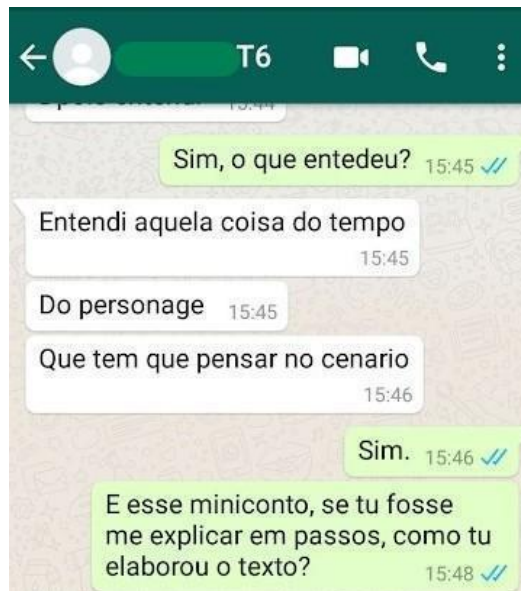 T6
15:44
Sim, o que entedeu? 15:45
Entendi aquela coisa do tempo
15:45
Do personage 15:45
Que tem que pensar no cenario
15:46
Sim. 15:46
E esse miniconto, se tu fosse
me explicar em passos, como tu
elaborou o texto? 15:48